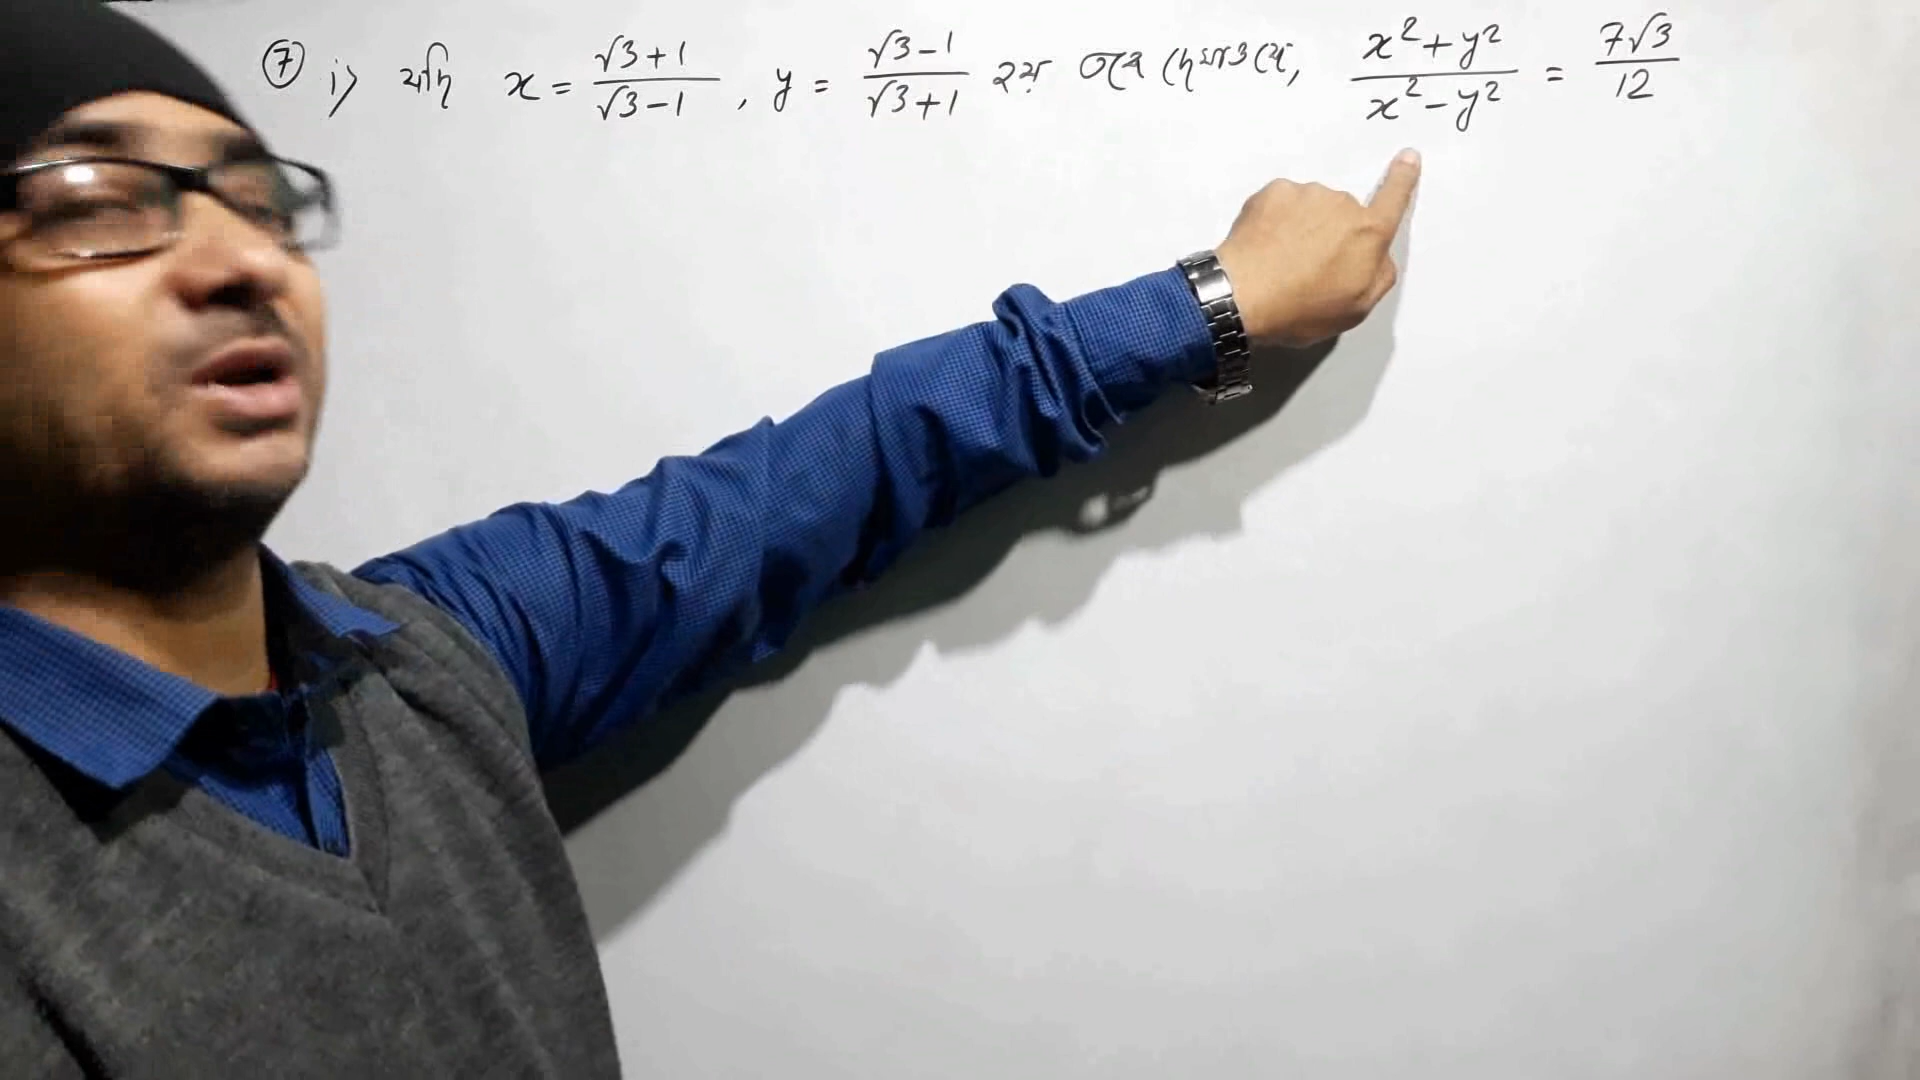 ⑦ i> যদি x = (√3+1)/(√3-1), y = (√3-1)/(√3+1) হয় তবে দেখাও যে, (x²+y²)/(x²-y²) = 7√3/12